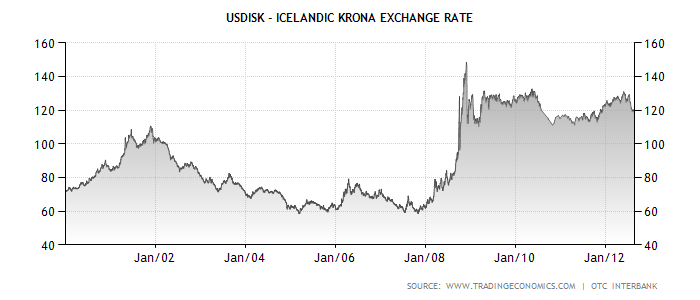 USDISK - ICELANDIC KRONA EXCHANGE RATE
160 160
140 140
120 120
100 100
80 80
60 60
40 40
Jan/02 Jan/04 Jan/06 Jan/08 Jan/10 Jan/12
SOURCE: WWW.TRADINGECONOMICS.COM | OTC INTERBANK